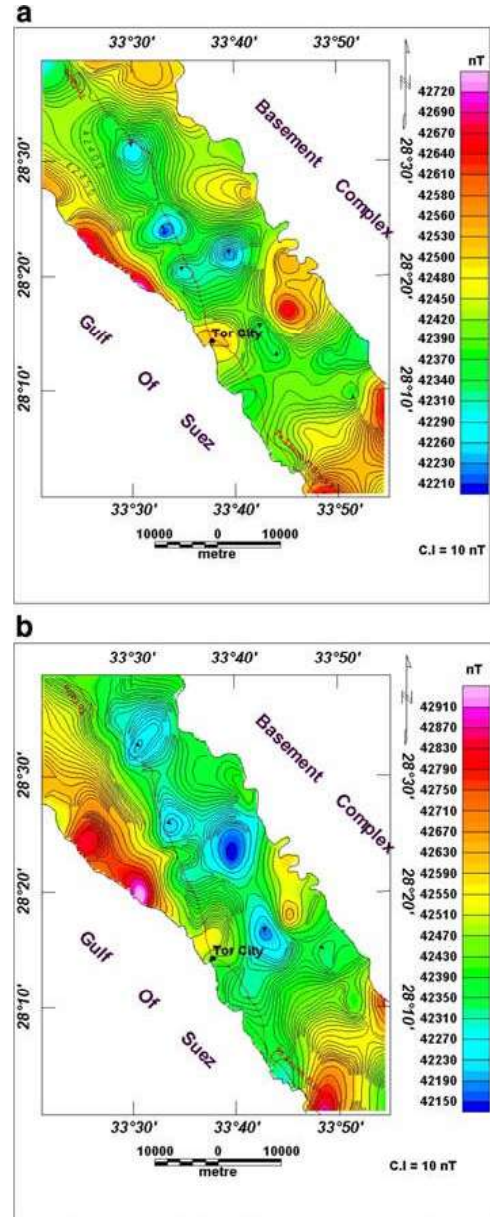 a
33°30' 33°40' 33°50'
nT
42720
42690
42670
42640
42610
42580
42560
42530
42500
42480
42450
42420
42390
42370
42340
42310
42290
42260
42230
42210
28°30' 28°30'
28°20' 28°20'
28°10' 28°10'
Basement Complex
Tor City
Gulf Of Suez
33°30' 33°40' 33°50'
10000 0 10000
metre
C.I = 10 nT
b
33°30' 33°40' 33°50'
nT
42910
42870
42830
42790
42750
42710
42670
42630
42590
42550
42510
42470
42430
42390
42350
42310
42270
42230
42190
42150
28°30' 28°30'
28°20' 28°20'
28°10' 28°10'
Basement Complex
Tor City
Gulf Of Suez
33°30' 33°40' 33°50'
10000 0 10000
metre
C.I = 10 nT